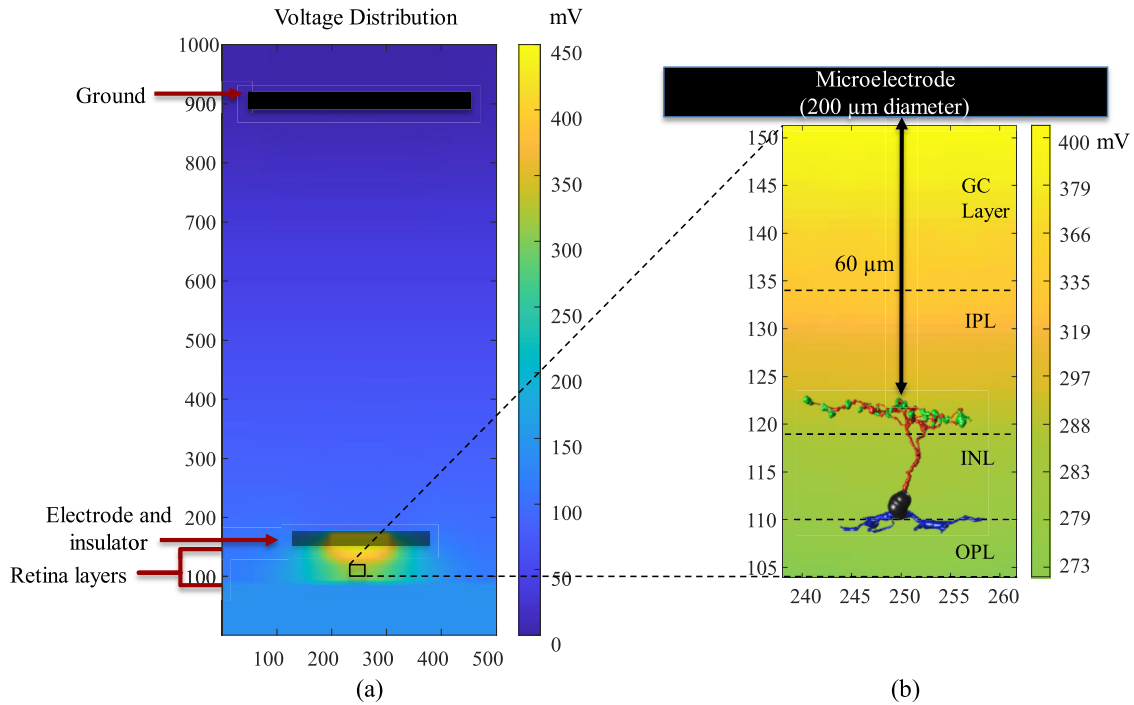 Voltage Distribution
mV
1000
900
800
700
600
500
400
300
200
100
Ground
Electrode and
insulator
Retina layers
100
200
300
400
500
450
400
350
300
250
200
150
100
50
0
(a)
Microelectrode
(200 µm diameter)
150
145
140
135
130
125
120
115
110
105
GC
Layer
60 µm
IPL
INL
OPL
240
245
250
255
260
400 mV
379
366
335
319
297
288
283
279
273
(b)